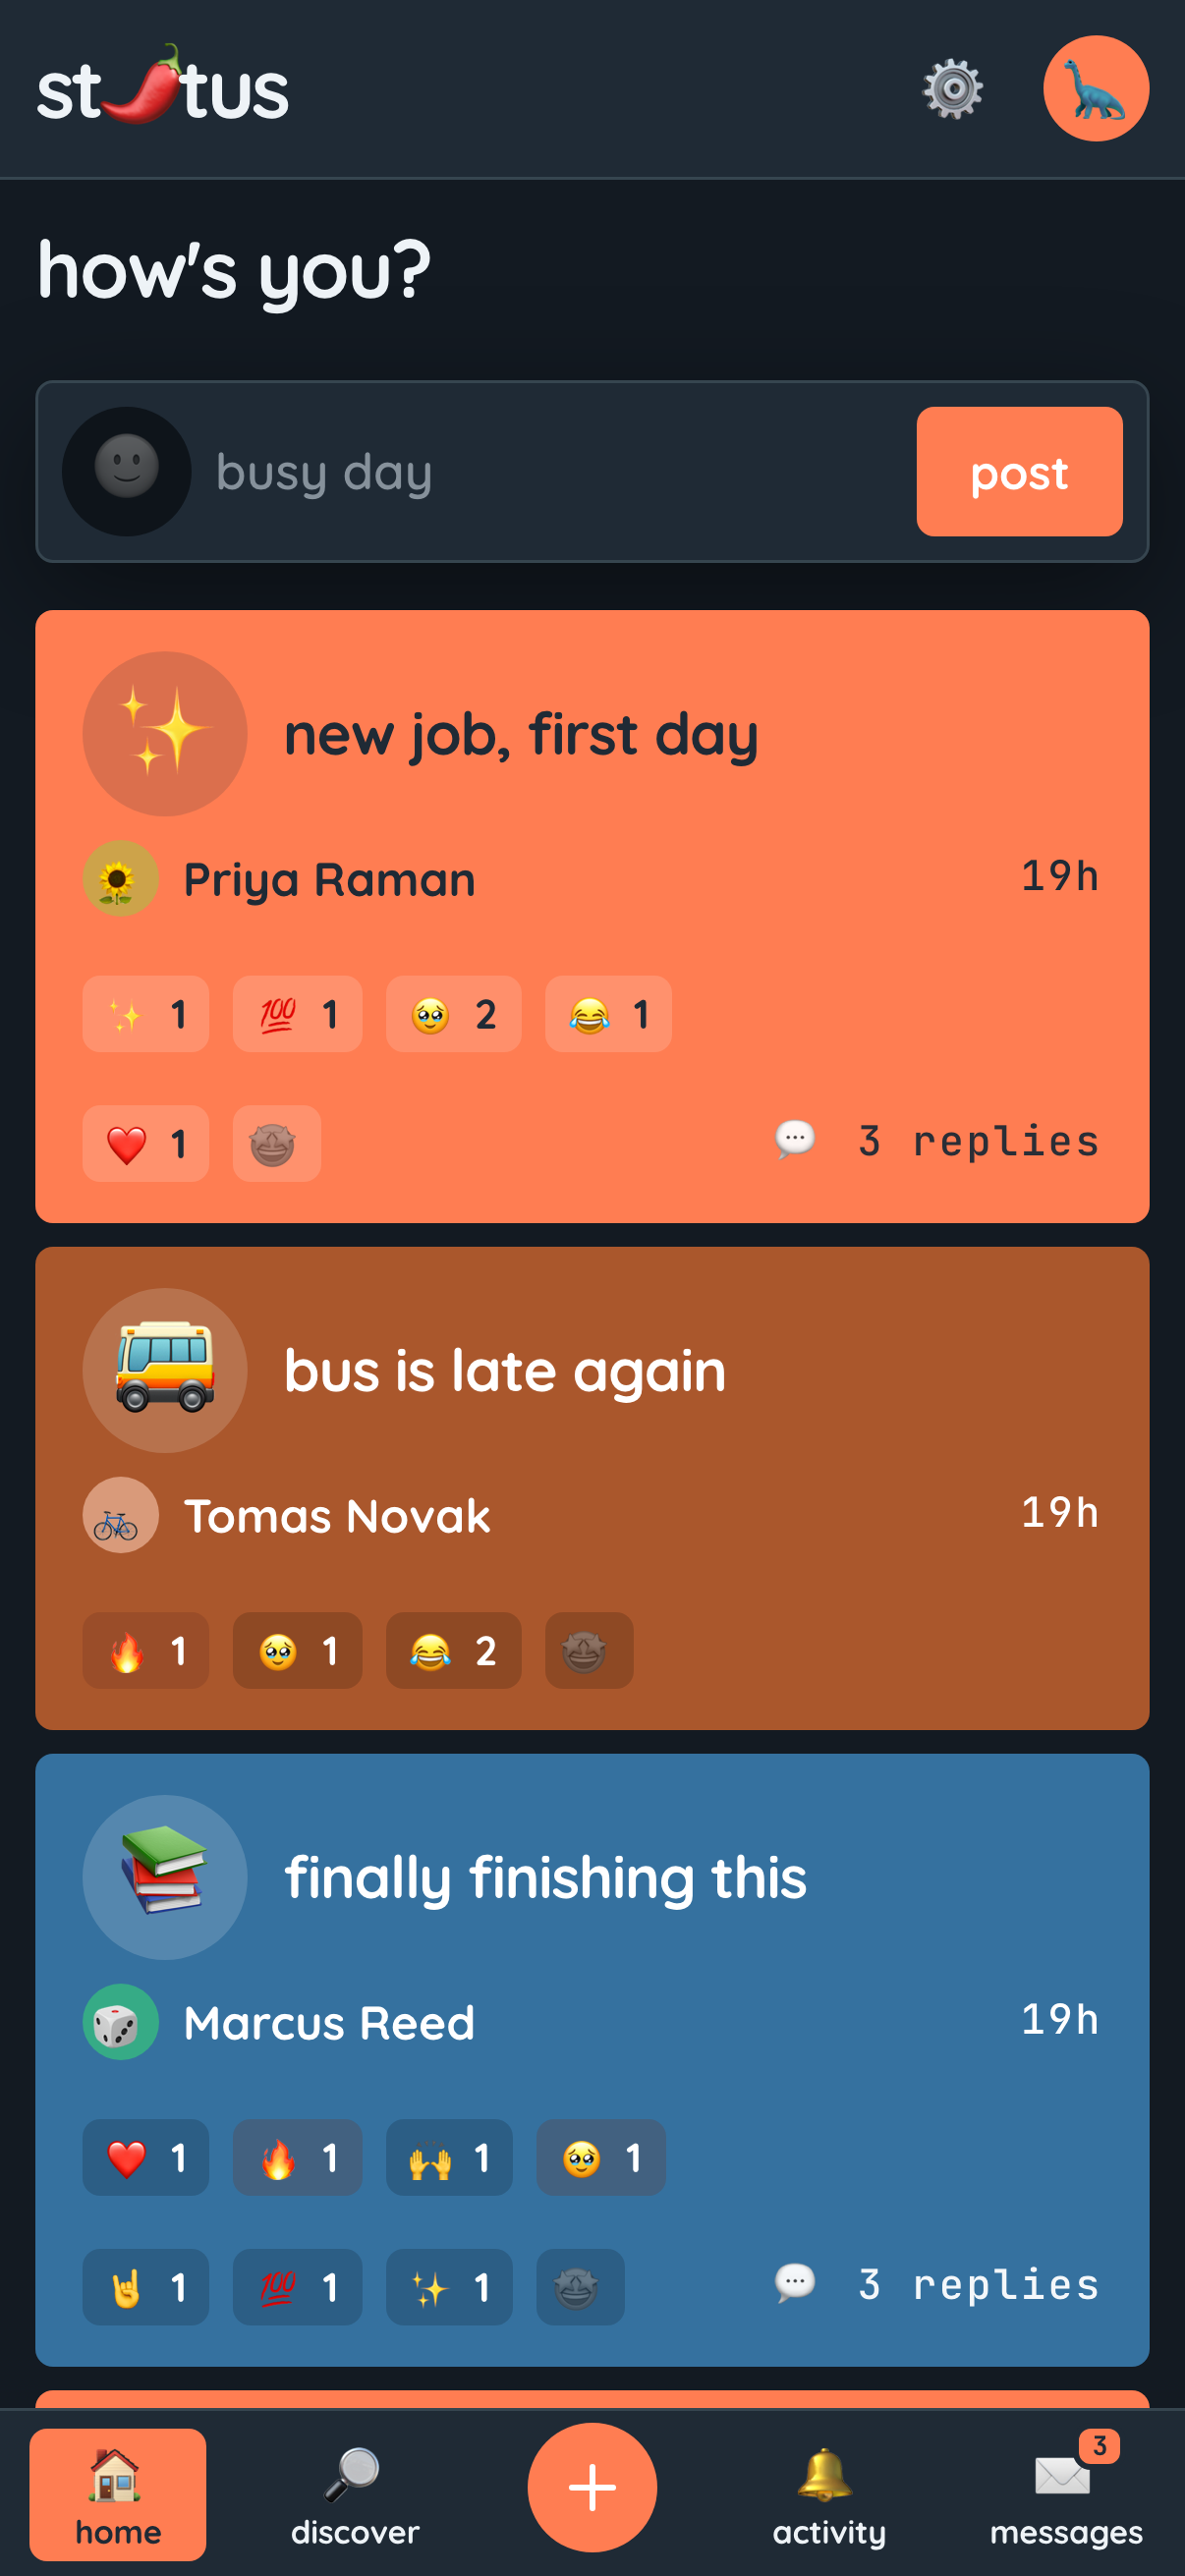 st🌶️tus
how's you?
busy day
post
new job, first day
Priya Raman
19h
✨ 1 💯 1 🥹 2 😂 1
❤️ 1
💬 3 replies
bus is late again
Tomas Novak
19h
🔥 1 🥹 1 😂 2
finally finishing this
Marcus Reed
19h
❤️ 1 🔥 1 🙌 1 🥹 1
🤘 1 💯 1 ✨ 1
💬 3 replies
3
home
discover
+
activity
messages